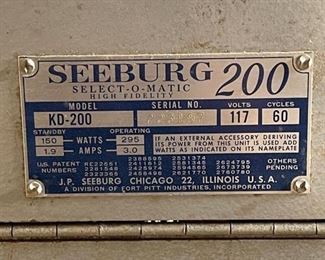 SEEBURG 200
SELECT-O-MATIC
HIGH FIDELITY
MODEL SERIAL NO. VOLTS CYCLES
KD-200 117 60
STANDBY OPERATING
150 WATTS 295
1.9 AMPS 3.0
IF AN EXTERNAL ACCESSORY DERIVING
ITS POWER FROM THIS UNIT IS USED ADD
WATTS AS INDICATED ON ITS NAMEPLATE
U.S. PATENT NUMBERS OTHERS PENDING
J.P. SEEBURG CHICAGO 22, ILLINOIS U.S.A.
A DIVISION OF FORT PITT INDUSTRIES, INCORPORATED